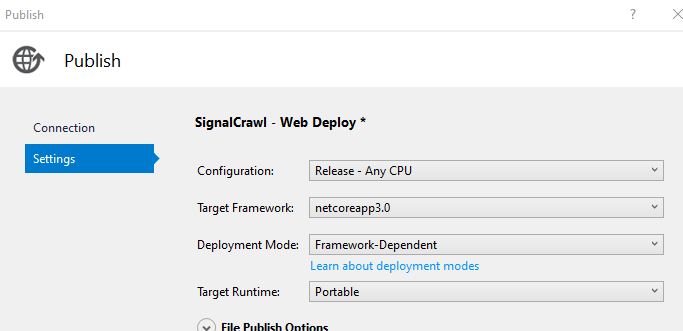 Publish
Publish
Connection
Settings
SignalCrawl - Web Deploy *
Configuration: Release - Any CPU
Target Framework: netcoreapp3.0
Deployment Mode: Framework-Dependent
Learn about deployment modes
Target Runtime: Portable
File Publish Options